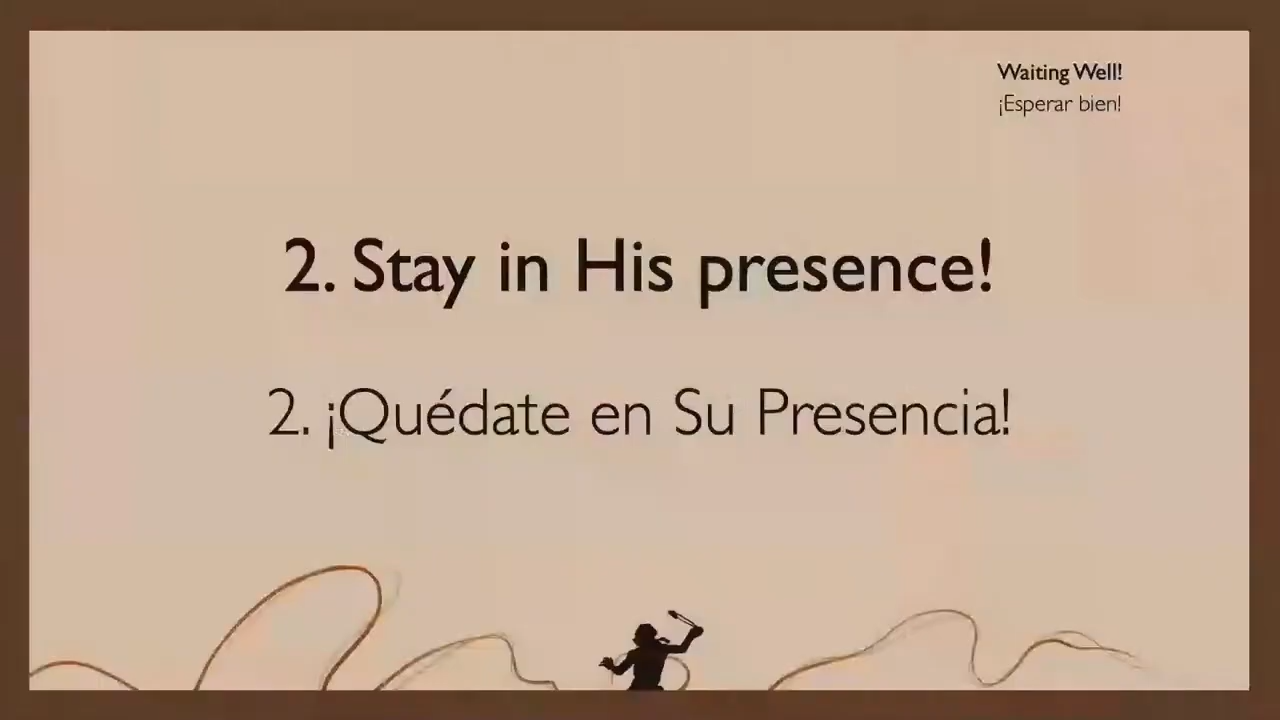 Waiting Well!
¡Esperar bien!
2. Stay in His presence!
2. ¡Quédate en Su Presencia!